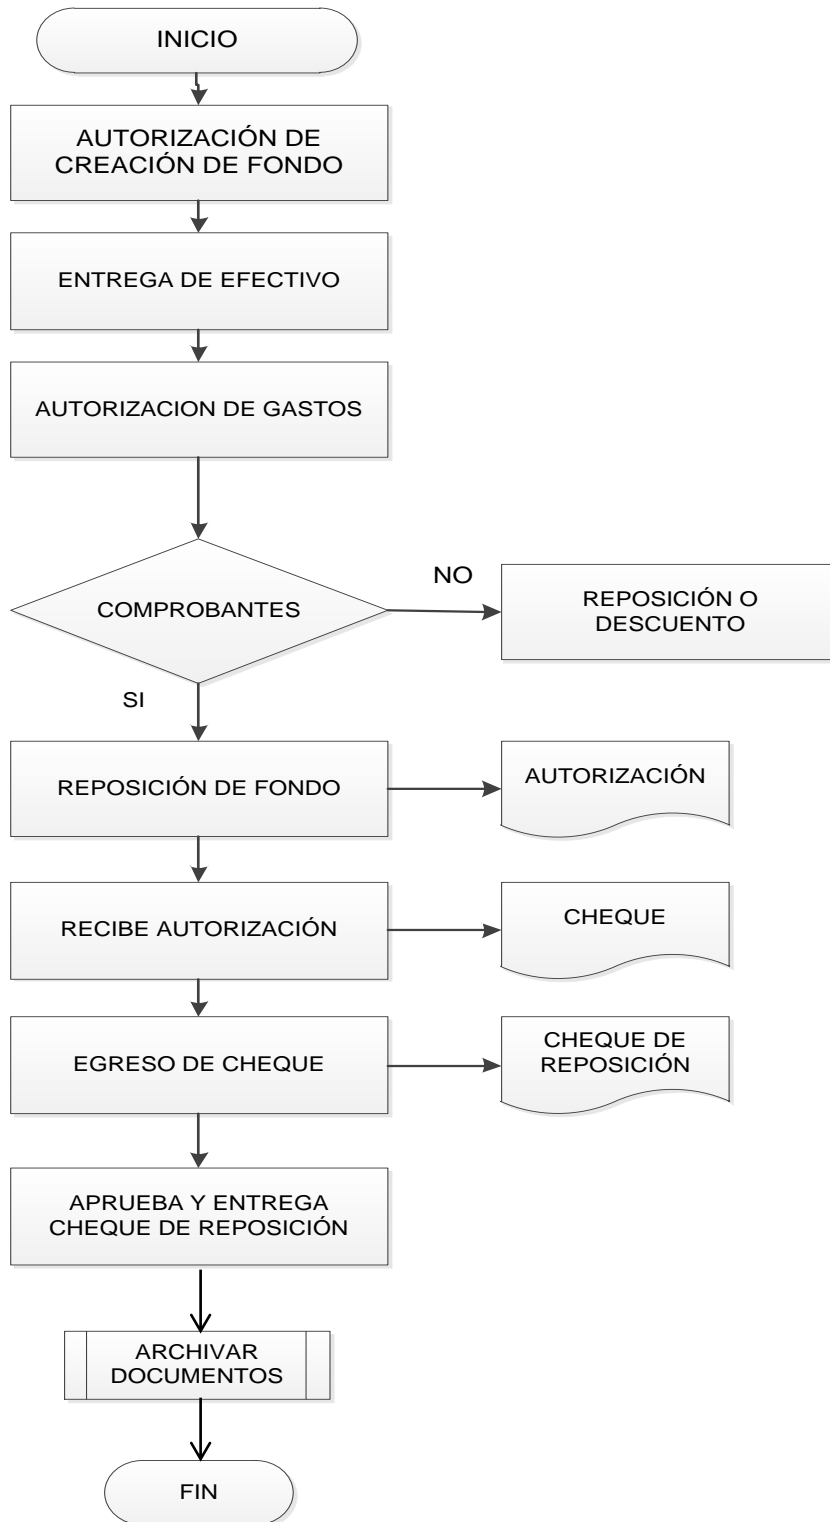 INICIO
AUTORIZACIÓN DE
CREACIÓN DE FONDO
ENTREGA DE EFECTIVO
AUTORIZACION DE GASTOS
COMPROBANTES
NO
REPOSICIÓN O
DESCUENTO
SI
REPOSICIÓN DE FONDO
AUTORIZACIÓN
RECIBE AUTORIZACIÓN
CHEQUE
EGRESO DE CHEQUE
CHEQUE DE
REPOSICIÓN
APRUEBA Y ENTREGA
CHEQUE DE REPOSICIÓN
ARCHIVAR
DOCUMENTOS
FIN